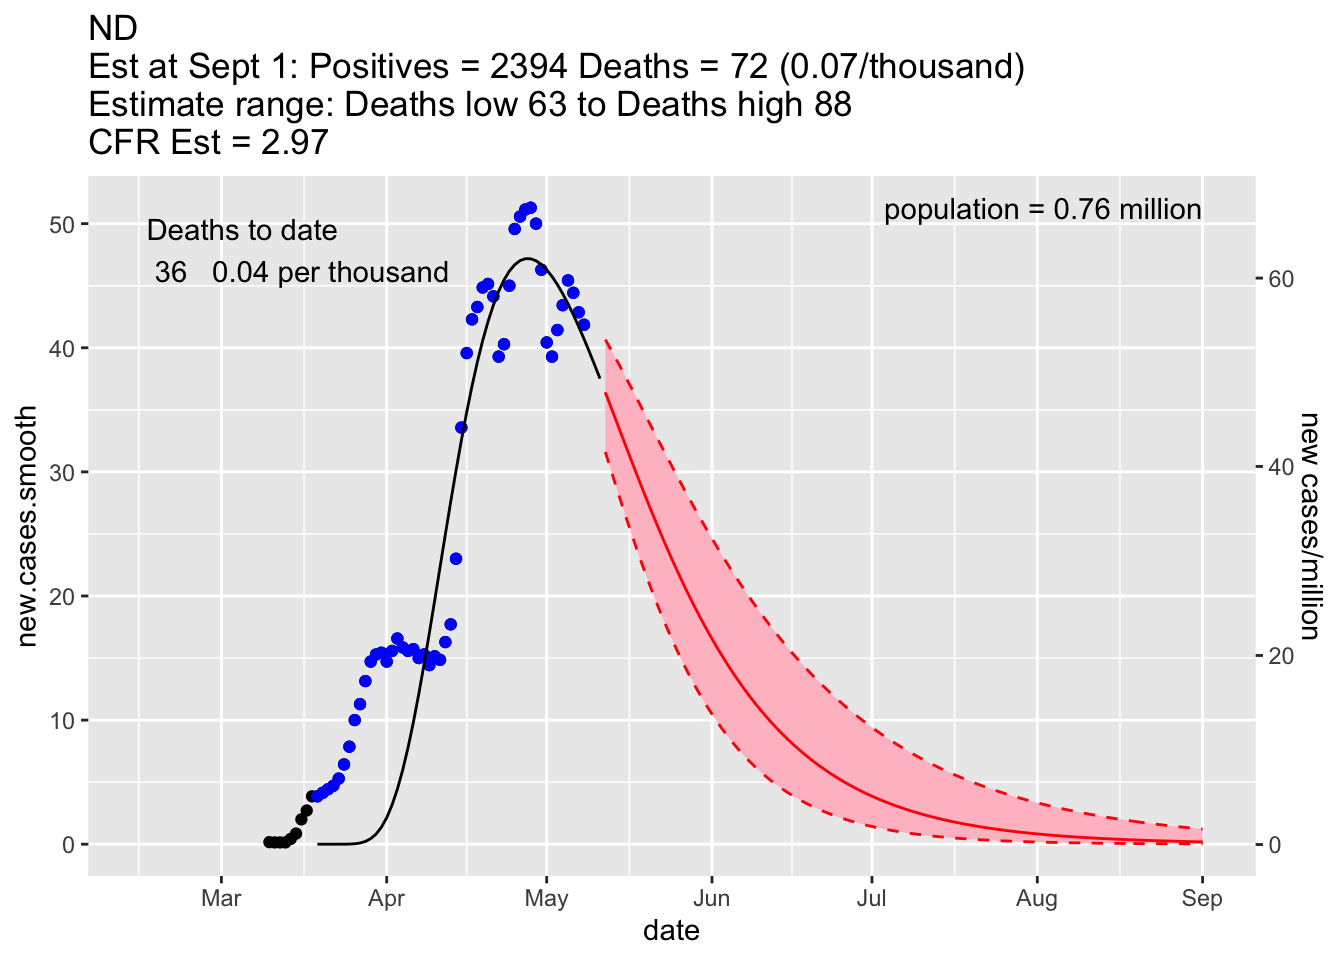 ND
Est at Sept 1: Positives = 2394 Deaths = 72 (0.07/thousand)
Estimate range: Deaths low 63 to Deaths high 88
CFR Est = 2.97
Deaths to date
36 0.04 per thousand
population = 0.76 million
new.cases.smooth
50
40
30
20
10
0
60
40
20
0
new cases/million
Mar Apr May Jun Jul Aug Sep
date